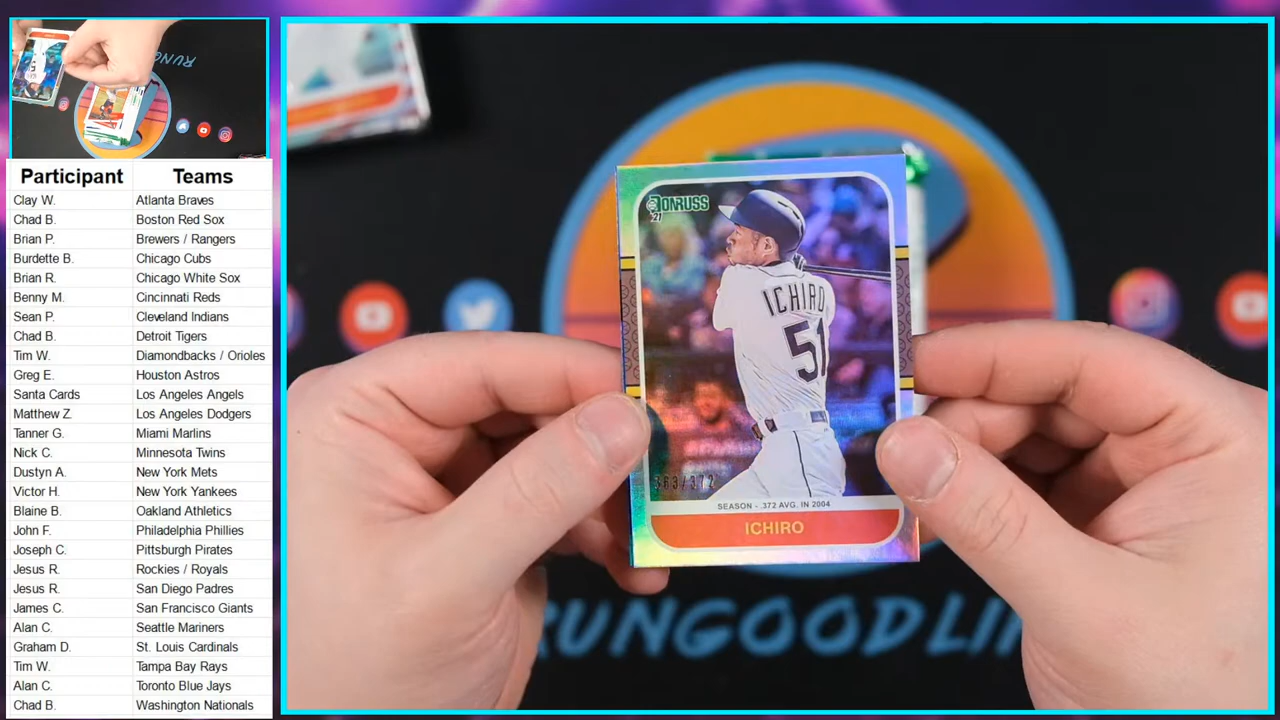 RUNG
Participant Teams
Clay W. Atlanta Braves
Chad B. Boston Red Sox
Brian P. Brewers / Rangers
Burdette B. Chicago Cubs
Brian R. Chicago White Sox
Benny M. Cincinnati Reds
Sean P. Cleveland Indians
Chad B. Detroit Tigers
Tim W. Diamondbacks / Orioles
Greg E. Houston Astros
Santa Cards Los Angeles Angels
Matthew Z. Los Angeles Dodgers
Tanner G. Miami Marlins
Nick C. Minnesota Twins
Dustyn A. New York Mets
Victor H. New York Yankees
Blaine B. Oakland Athletics
John F. Philadelphia Phillies
Joseph C. Pittsburgh Pirates
Jesus R. Rockies / Royals
Jesus R. San Diego Padres
James C. San Francisco Giants
Alan C. Seattle Mariners
Graham D. St. Louis Cardinals
Tim W. Tampa Bay Rays
Alan C. Toronto Blue Jays
Chad B. Washington Nationals
DONRUSS
'21
ICHIRO
51
363/372
SEASON - .372 AVG. IN 2004
ICHIRO
RUNGOODLI